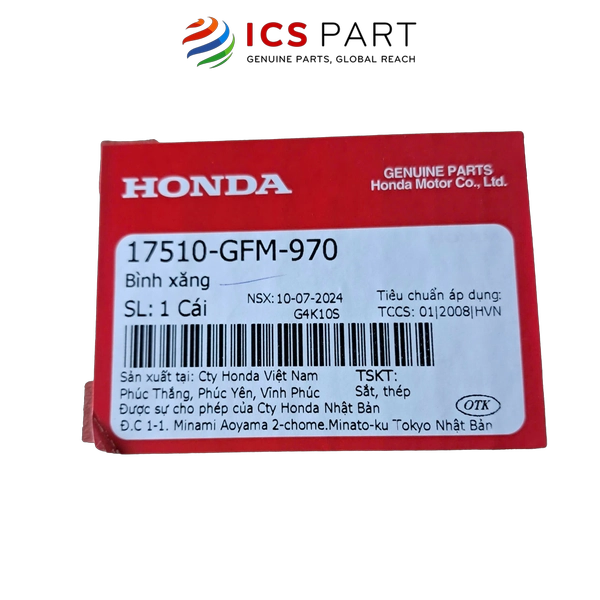 ICS PART
GENUINE PARTS, GLOBAL REACH
HONDA
GENUINE PARTS
Honda Motor Co., Ltd.
17510-GFM-970
Bình xăng
SL: 1 Cái
NSX: 10-07-2024
G4K10S
Tiêu chuẩn áp dụng:
TCCS: 01|2008|HVN
Sản xuất tại: Cty Honda Việt Nam
Phúc Thắng, Phúc Yên, Vĩnh Phúc
TSKT:
Sắt, thép
Được sự cho phép của Cty Honda Nhật Bản
Đ.C 1-1. Minami Aoyama 2-chome.Minato-ku Tokyo Nhật Bản
OTK